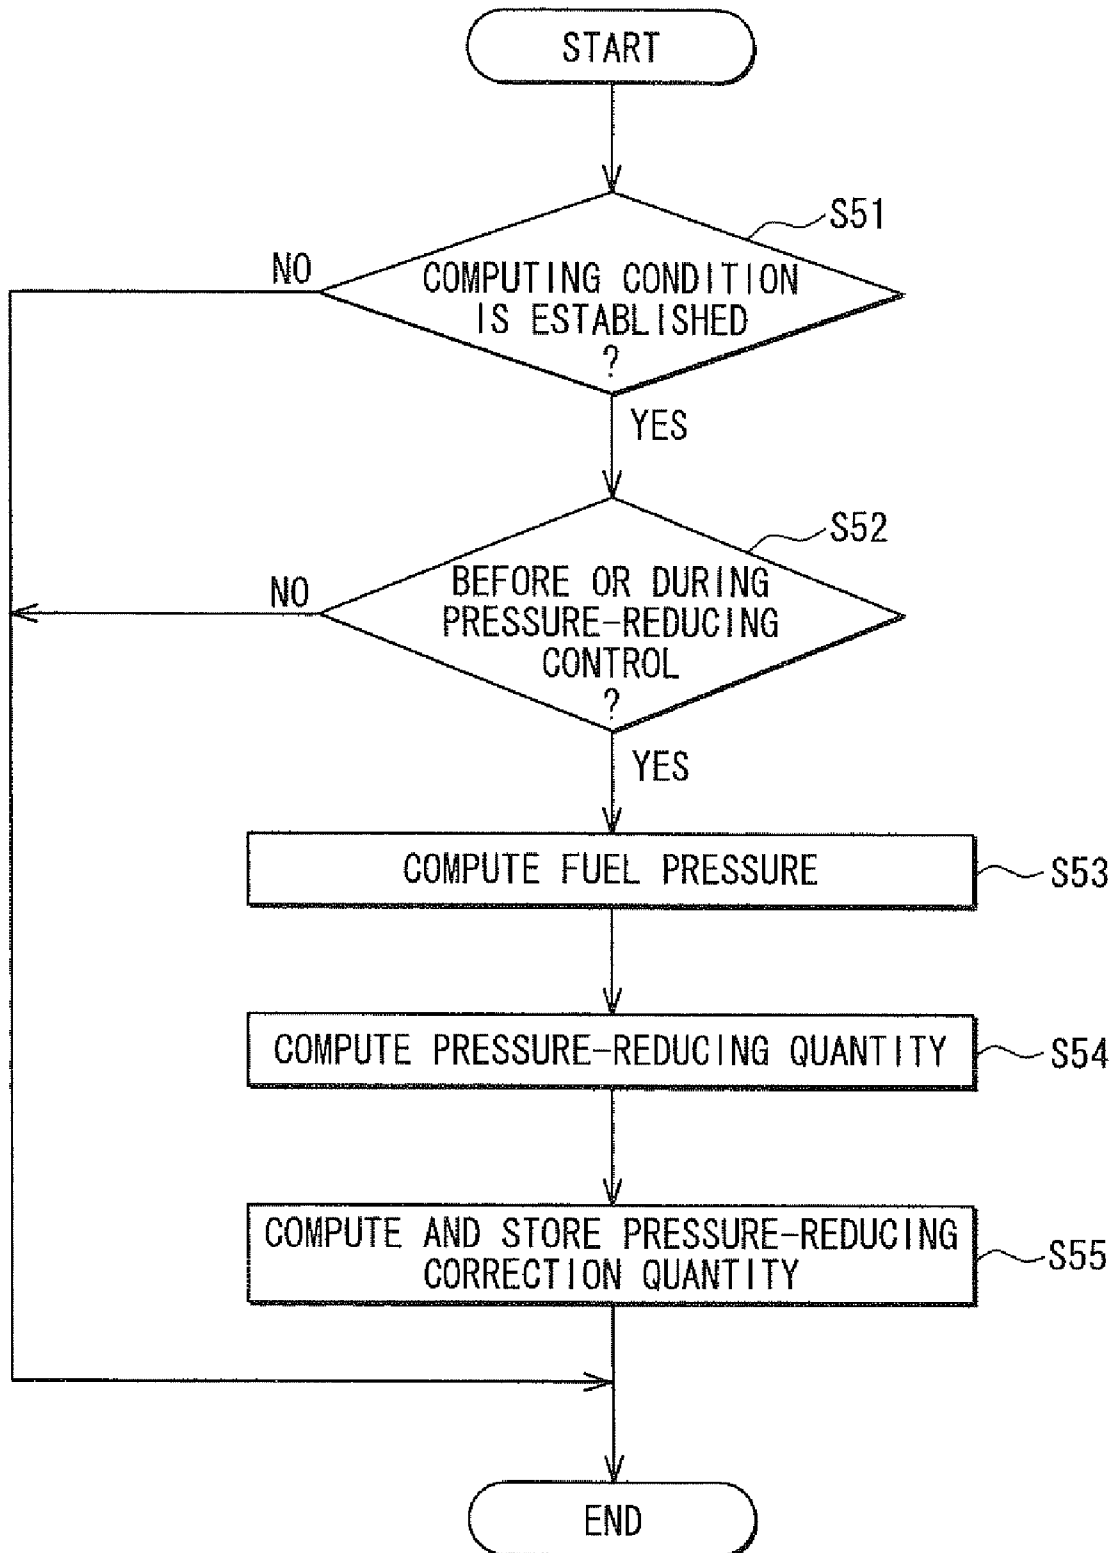 START
S51
NO
COMPUTING CONDITION
IS ESTABLISHED
?
YES
S52
NO
BEFORE OR DURING
PRESSURE-REDUCING
CONTROL
?
YES
COMPUTE FUEL PRESSURE
S53
COMPUTE PRESSURE-REDUCING QUANTITY
S54
COMPUTE AND STORE PRESSURE-REDUCING
CORRECTION QUANTITY
S55
END